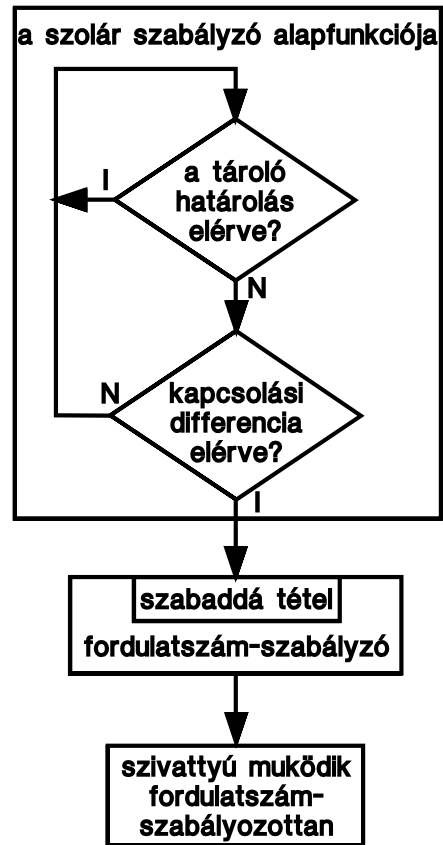 a szolár szabályzó alapfunkciója
I
a tároló
határolás
elérve?
N
N
kapcsolási
differencia
elérve?
I
szabaddá tétel
fordulatszám-szabályzó
szivattyú muködik
fordulatszám-
szabályozottan